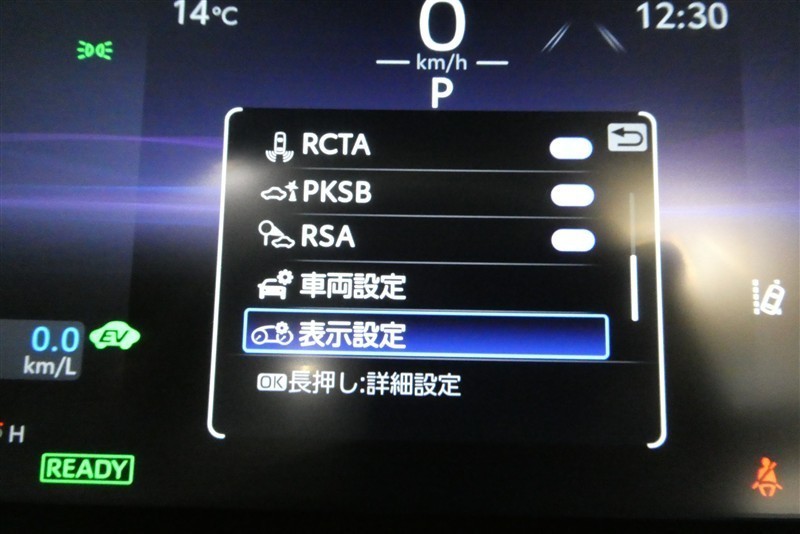 14℃
0
km/h
12:30
P
RCTA
PKSB
RSA
車両設定
表示設定
OK長押し:詳細設定
0.0
km/L
EV
H
READY